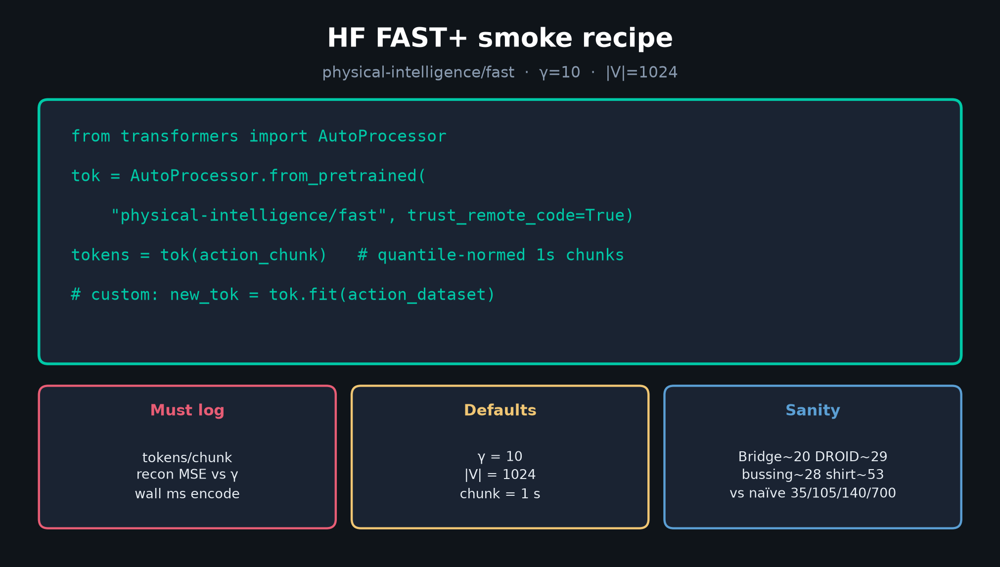 HF FAST+ smoke recipe
physical-intelligence/fast · γ=10 · |V|=1024
from transformers import AutoProcessor
tok = AutoProcessor.from_pretrained(
    "physical-intelligence/fast", trust_remote_code=True)
tokens = tok(action_chunk)   # quantile-normed 1s chunks
# custom: new_tok = tok.fit(action_dataset)
Must log
tokens/chunk
recon MSE vs γ
wall ms encode
Defaults
γ = 10
|V| = 1024
chunk = 1 s
Sanity
Bridge~20 DROID~29
bussing~28 shirt~53
vs naïve 35/105/140/700